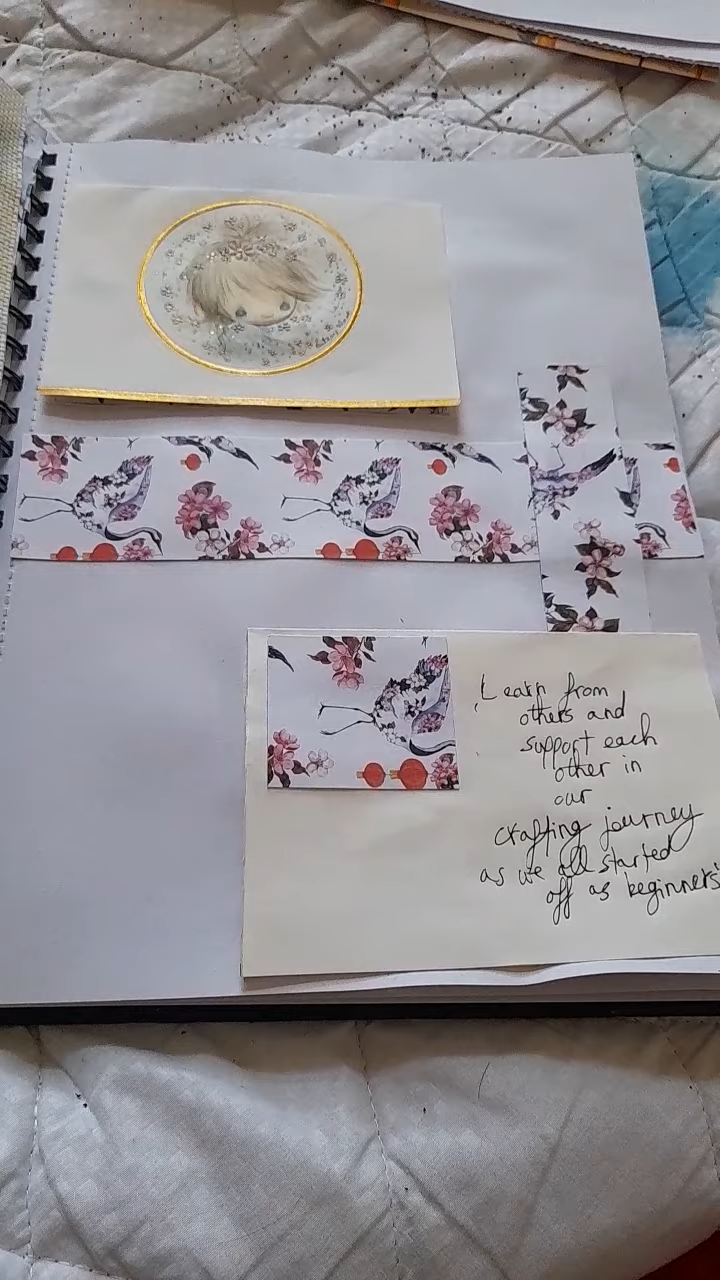 Learn from
others and
support each
other in
our
crafting journey
as we all started
off as beginners'